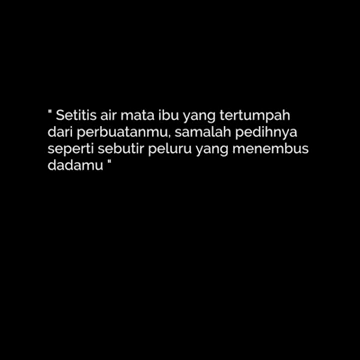 " Setitis air mata ibu yang tertumpah
dari perbuatanmu, samalah pedihnya
seperti sebutir peluru yang menembus
dadamu "